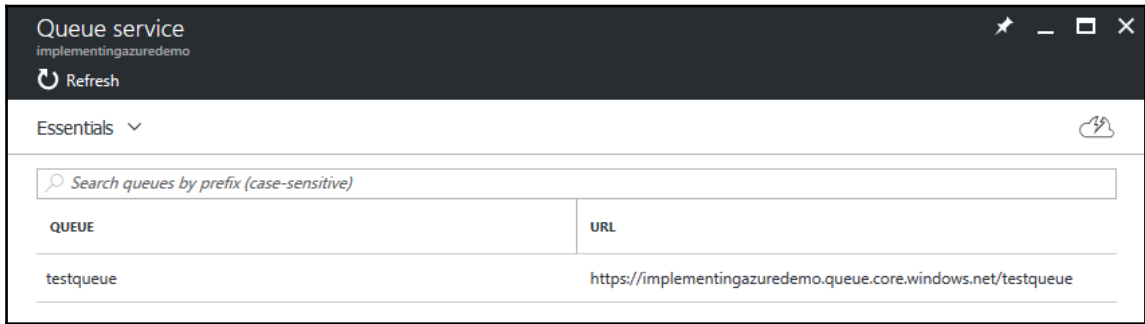 Queue service
implementingazuredemo
Refresh
Essentials
Search queues by prefix (case-sensitive)
QUEUE URL
testqueue https://implementingazuredemo.queue.core.windows.net/testqueue